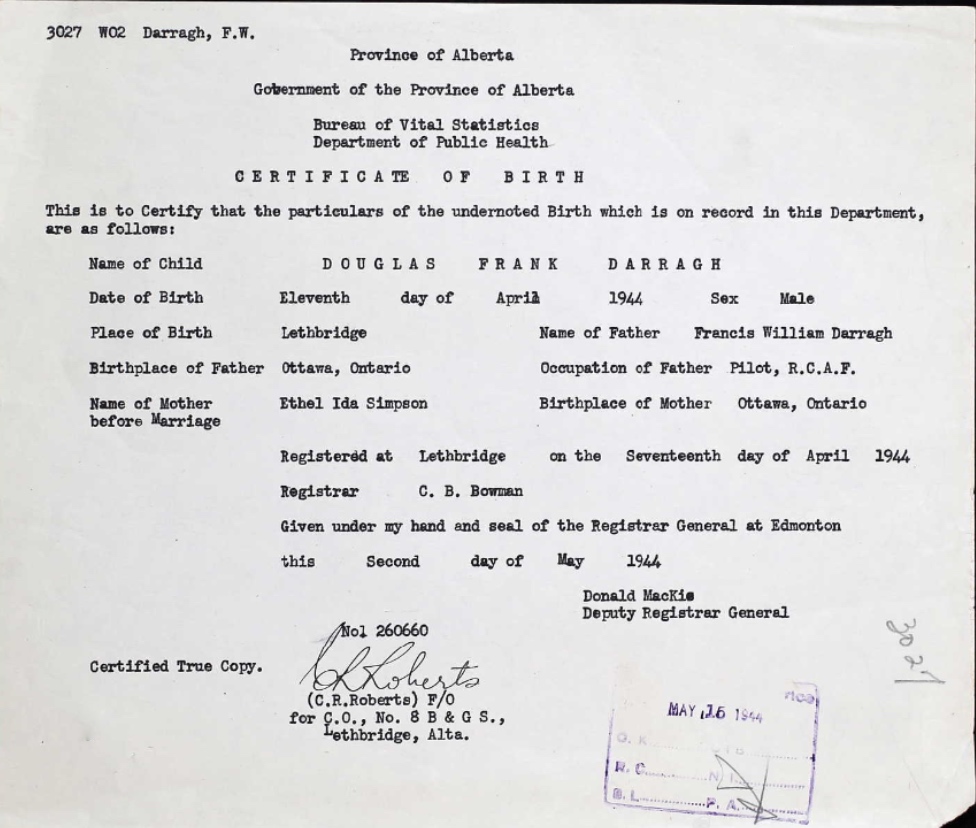 3027 W02 Darragh, F.W.
Province of Alberta
Government of the Province of Alberta
Bureau of Vital Statistics
Department of Public Health
CERTIFICATE OF BIRTH
This is to Certify that the particulars of the undernoted Birth which is on record in this Department,
are as follows:
Name of Child DOUGLAS FRANK DARRAGH
Date of Birth Eleventh day of April 1944 Sex Male
Place of Birth Lethbridge Name of Father Francis William Darragh
Birthplace of Father Ottawa, Ontario Occupation of Father Pilot, R.C.A.F.
Name of Mother Ethel Ida Simpson Birthplace of Mother Ottawa, Ontario
before Marriage
Registered at Lethbridge on the Seventeenth day of April 1944
Registrar C. B. Bowman
Given under my hand and seal of the Registrar General at Edmonton
this Second day of May 1944
Donald MacKie
Deputy Registrar General
No1 260660
3027
Certified True Copy. CR Roberts
(C.R.Roberts) F/O
for C.O., No. 8 B & G S.,
Lethbridge, Alta.
MAY 16 1944
O. K
R. C. N. I.
B. L. P. A.